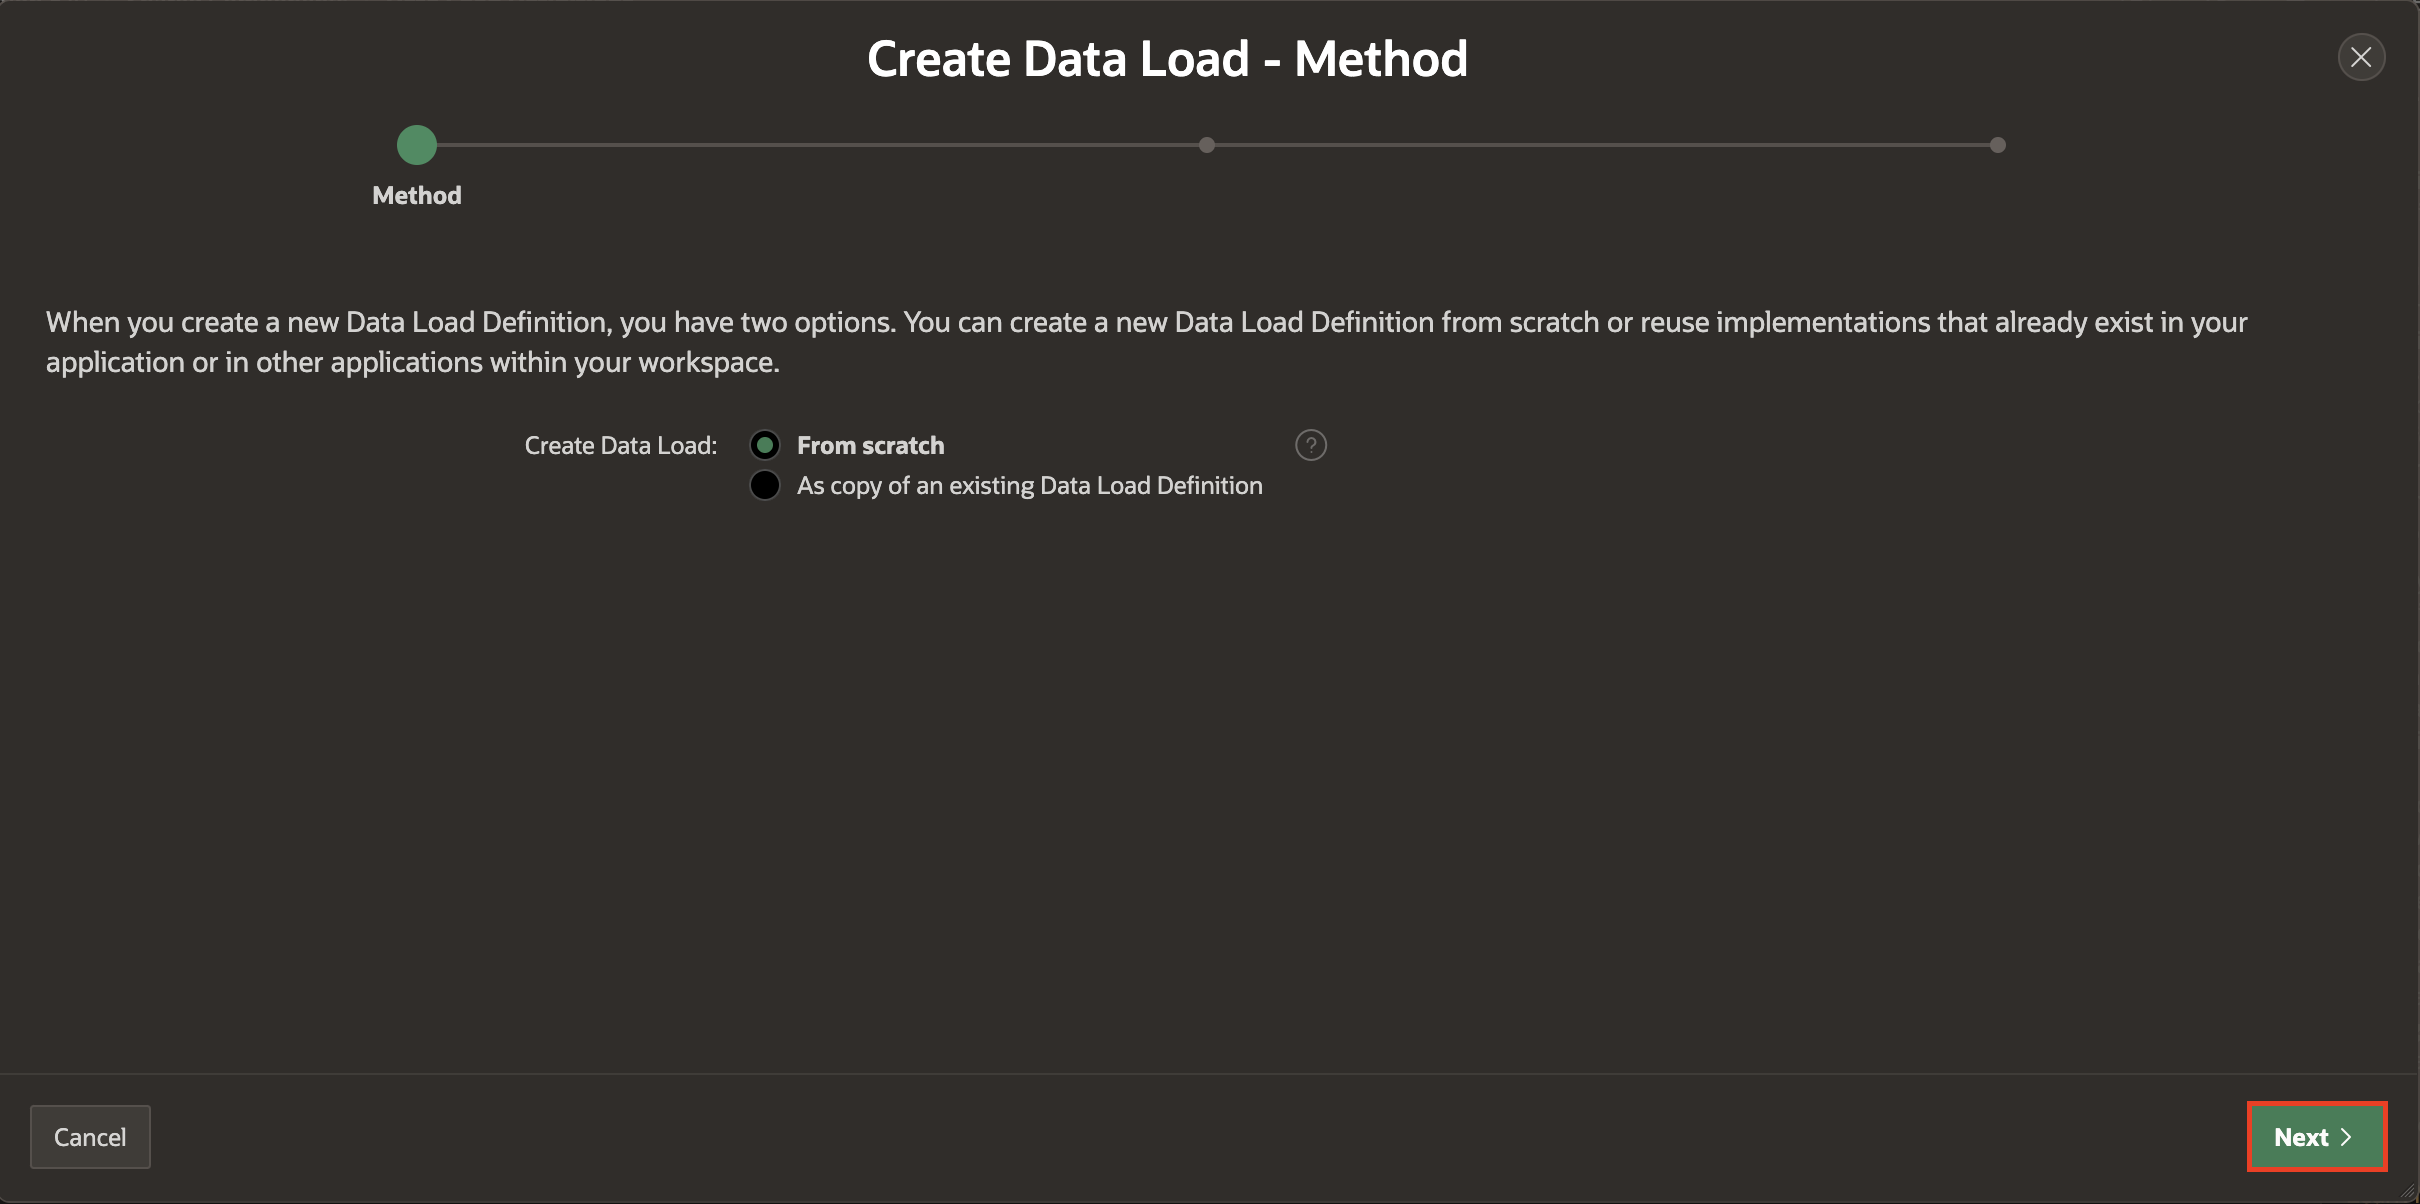 Create Data Load - Method
Method
When you create a new Data Load Definition, you have two options. You can create a new Data Load Definition from scratch or reuse implementations that already exist in your
application or in other applications within your workspace.
Create Data Load: From scratch ?
As copy of an existing Data Load Definition
Cancel Next